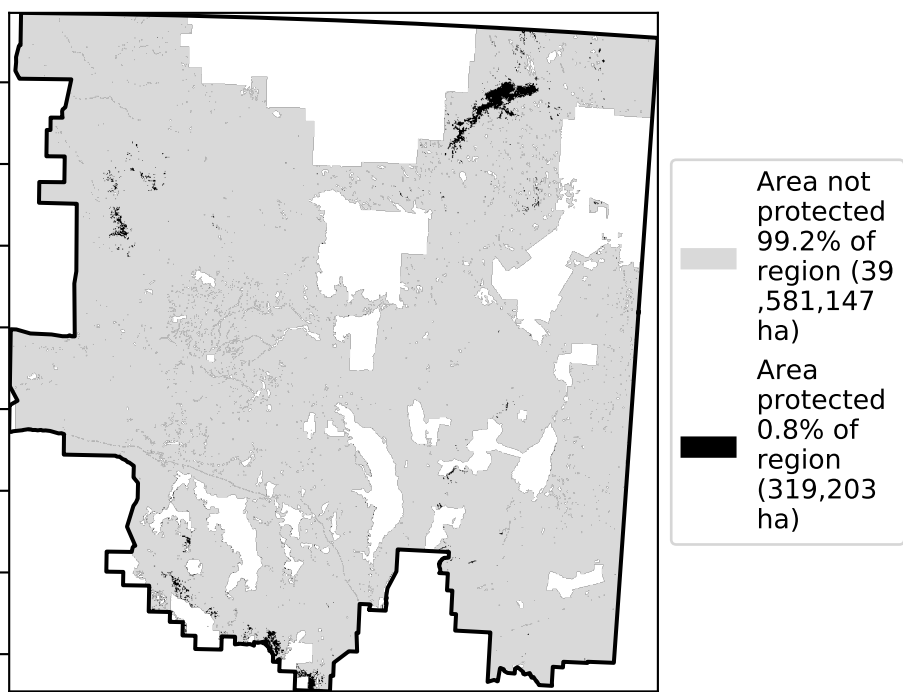 Area not
protected
99.2% of
region (39
,581,147
ha)
Area
protected
0.8% of
region
(319,203
ha)